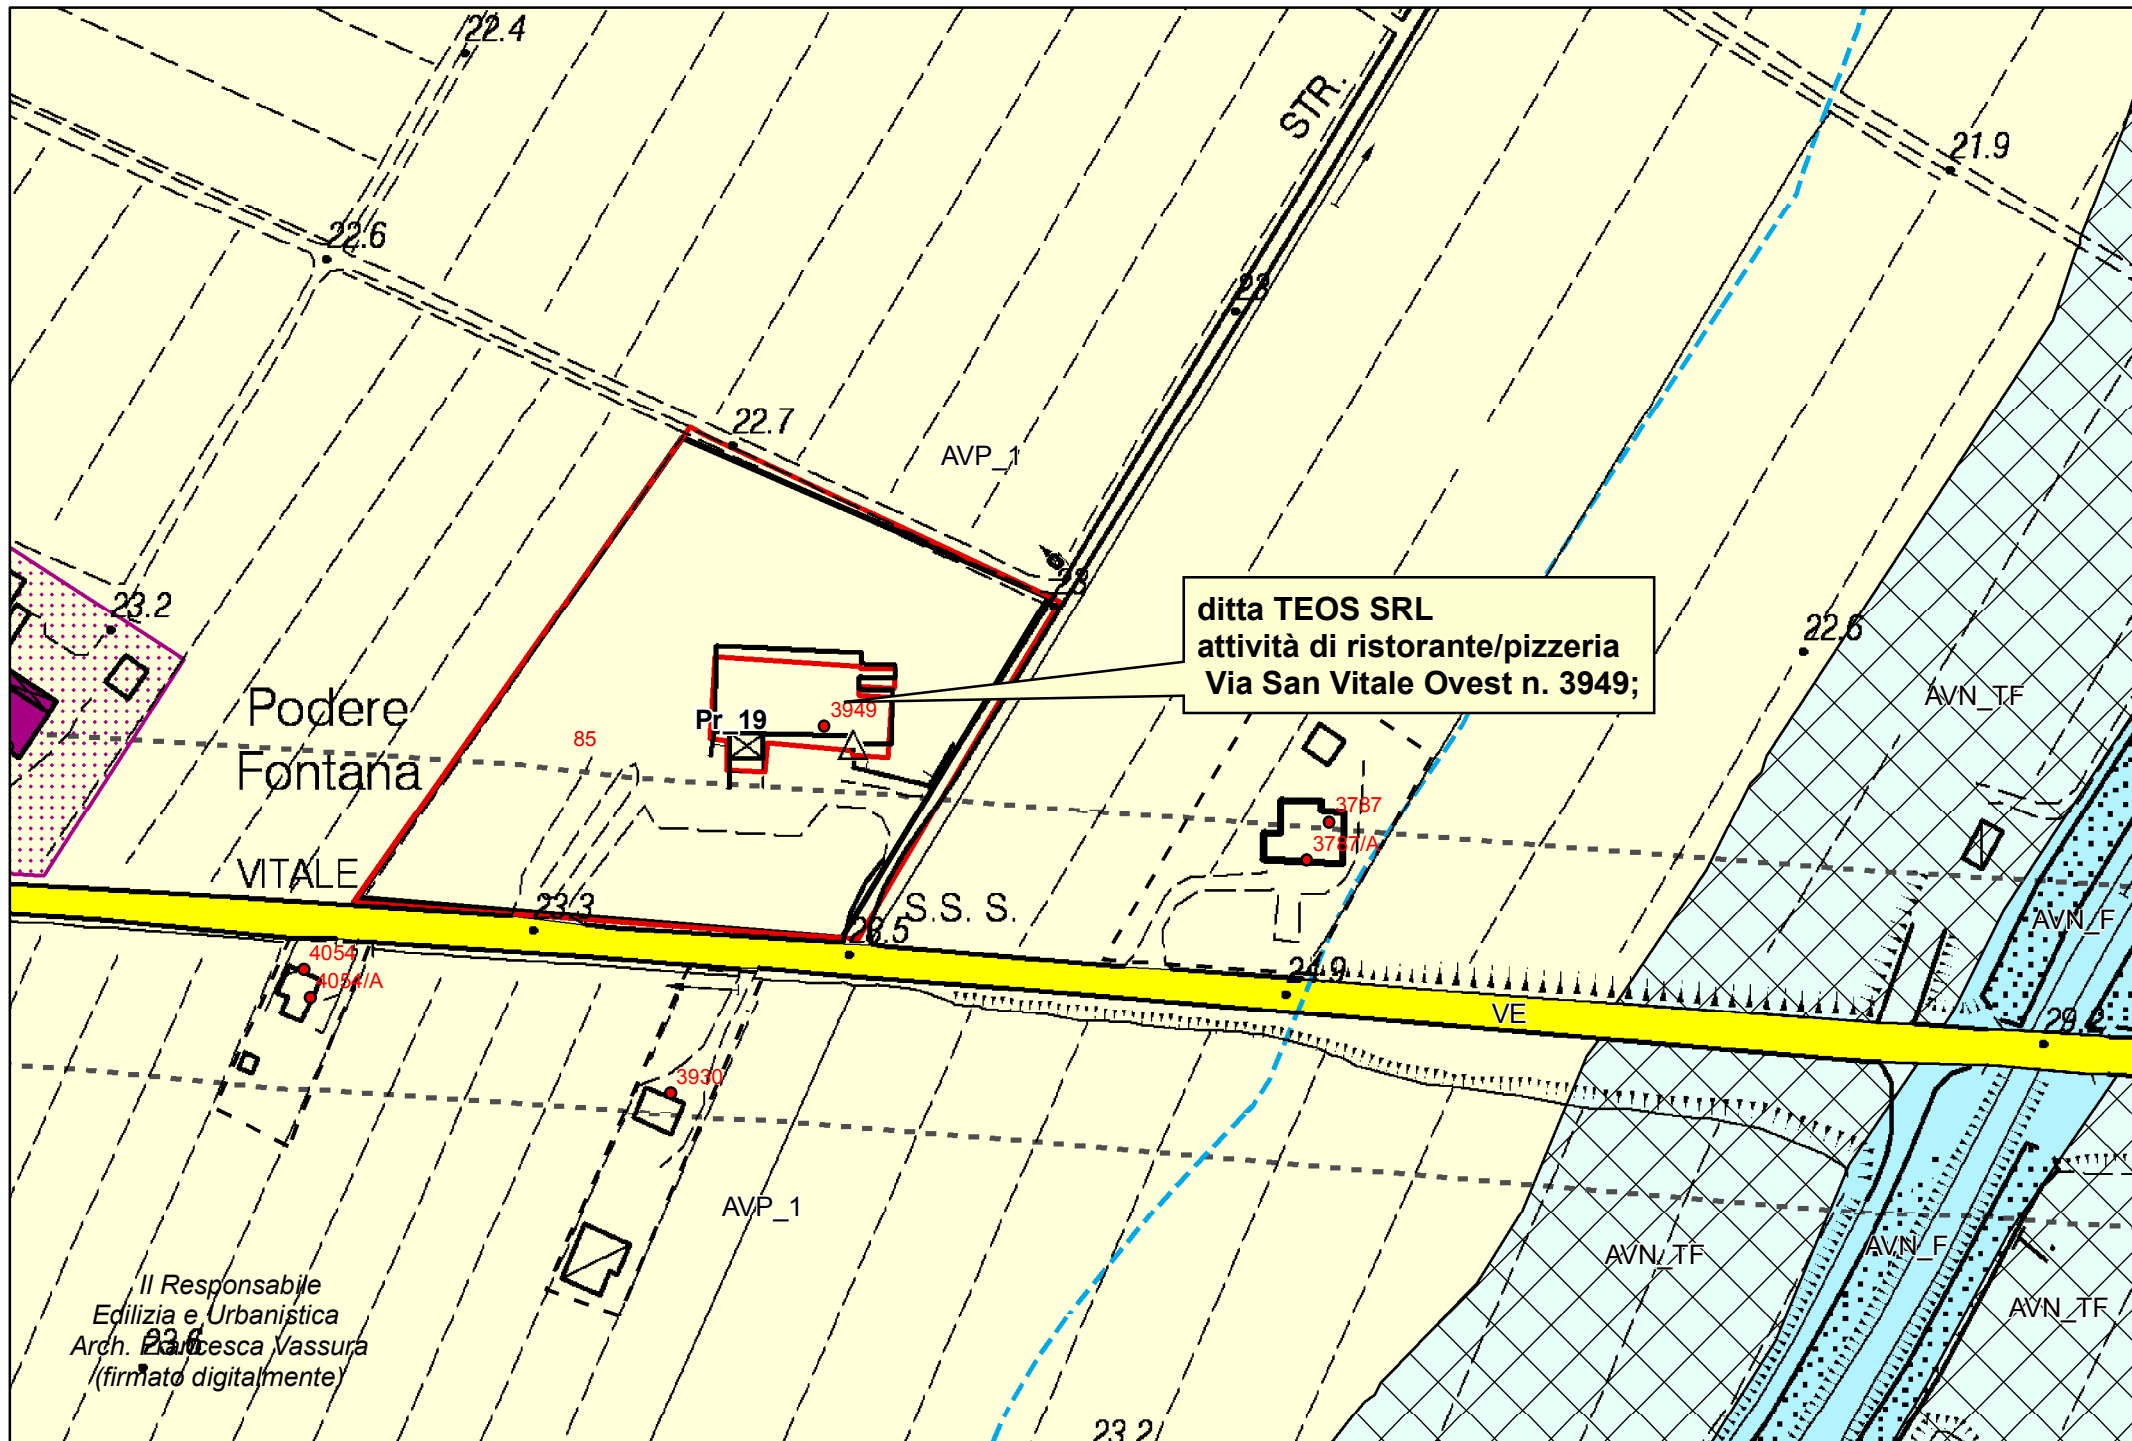 22.4
STR.
21.9
22.6
23
22.7
AVP_1
23
ditta TEOS SRL
attività di ristorante/pizzeria
Via San Vitale Ovest n. 3949;
23.2
22.6
AVN_TF
Podere
Fontana
Pr_19
3949
85
3787
3787/A
VITALE
23.3
S.S. S.
23.5
AVN_F
4054
4054/A
24.9
VE
29.2
3930
AVP_1
AVN_TF
AVN_F
AVN_TF
Il Responsabile
Edilizia e Urbanistica
Arch. Francesca Vassura
(firmato digitalmente)
23.2